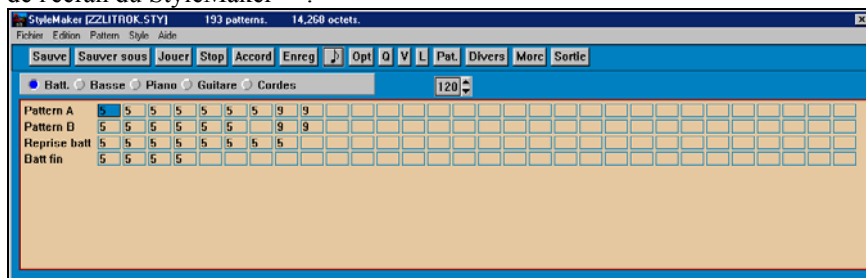 de l'écran du StyleMaker
StyleMaker [ZZLITROK.STY] 193 patterns. 14,260 octets.
Fichier Edition Pattern Style Aide
Sauve Sauver sous Jouer Stop Accord Enreg ♪ Opt Q V L Pat. Divers Morc Sortie
Batt. Basse Piano Guitare Cordes 120
Pattern A 5 5 5 5 5 5 5 9 9
Pattern B 5 5 5 5 5 5 9 9
Reprise batt 5 5 5 5 5 5 5 5
Batt fin 5 5 5 5